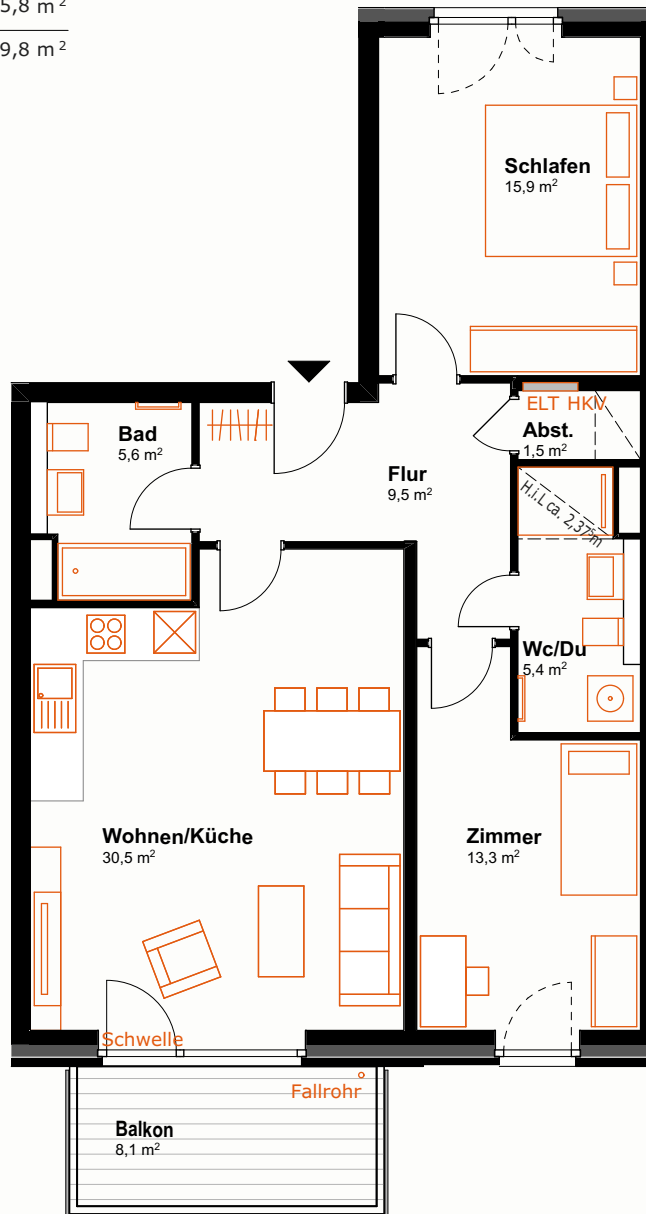 5,8 m²
9,8 m²
Schlafen
15,9 m²
ELT HKV
Abst.
1,5 m²
Bad
5,6 m²
Flur
9,5 m²
H.i.L ca. 2,37⁵m
Wc/Du
5,4 m²
Wohnen/Küche
30,5 m²
Zimmer
13,3 m²
Schwelle
Fallrohr
Balkon
8,1 m²